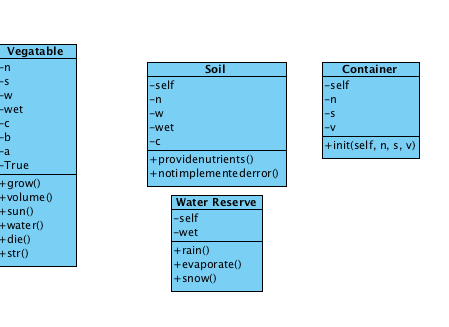 Vegatable
-n
-s
-w
-wet
-c
-b
-a
-True
+grow()
+volume()
+sun()
+water()
+die()
+str()
Soil
-self
-n
-w
-wet
-c
+providenutrients()
+notimplementederror()
Water Reserve
-self
-wet
+rain()
+evaporate()
+snow()
Container
-self
-n
-s
-v
+init(self, n, s, v)